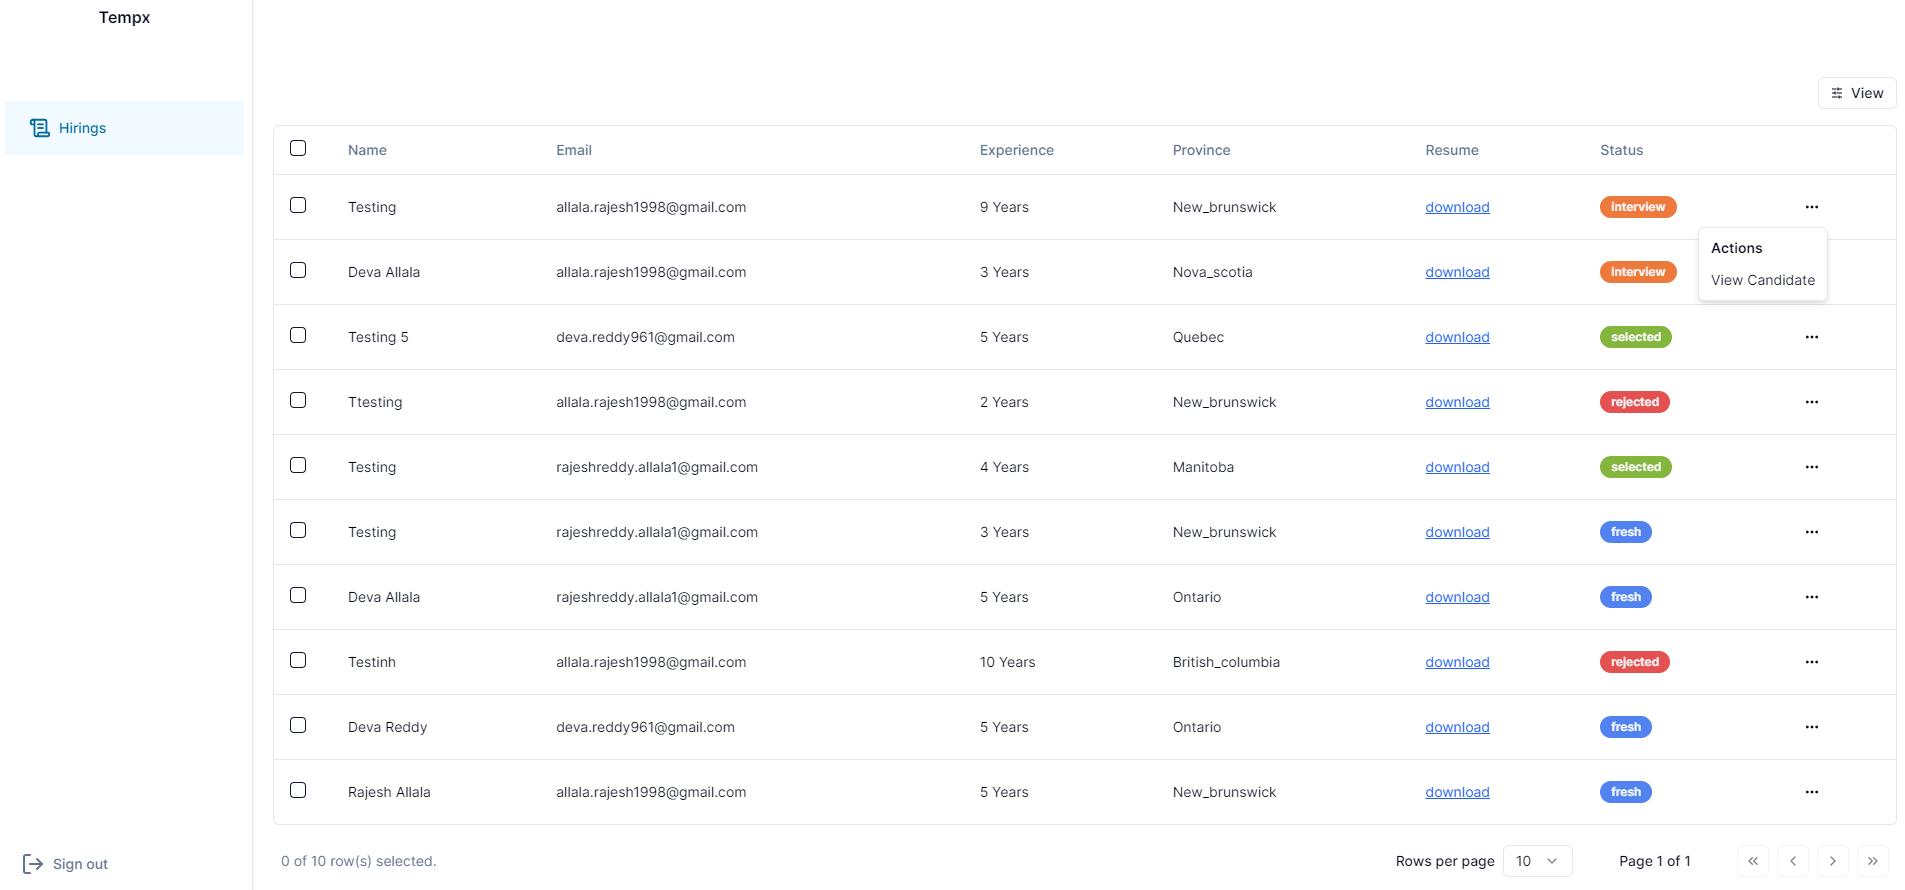 Tempx
Hirings
Sign out
View
Name Email Experience Province Resume Status
Testing allala.rajesh1998@gmail.com 9 Years New_brunswick download interview
Actions
View Candidate
Deva Allala allala.rajesh1998@gmail.com 3 Years Nova_scotia download interview
Testing 5 deva.reddy961@gmail.com 5 Years Quebec download selected
Ttesting allala.rajesh1998@gmail.com 2 Years New_brunswick download rejected
Testing rajeshreddy.allala1@gmail.com 4 Years Manitoba download selected
Testing rajeshreddy.allala1@gmail.com 3 Years New_brunswick download fresh
Deva Allala rajeshreddy.allala1@gmail.com 5 Years Ontario download fresh
Testinh allala.rajesh1998@gmail.com 10 Years British_columbia download rejected
Deva Reddy deva.reddy961@gmail.com 5 Years Ontario download fresh
Rajesh Allala allala.rajesh1998@gmail.com 5 Years New_brunswick download fresh
0 of 10 row(s) selected. Rows per page 10 Page 1 of 1